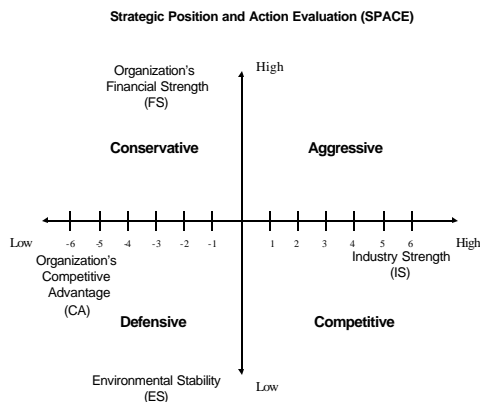 Strategic Position and Action Evaluation (SPACE)
Organization's
Financial Strength
(FS)
High
Conservative
Aggressive
Low
-6 -5 -4 -3 -2 -1 1 2 3 4 5 6
High
Organization's
Competitive
Advantage
(CA)
Industry Strength
(IS)
Defensive
Competitive
Environmental Stability
(ES)
Low